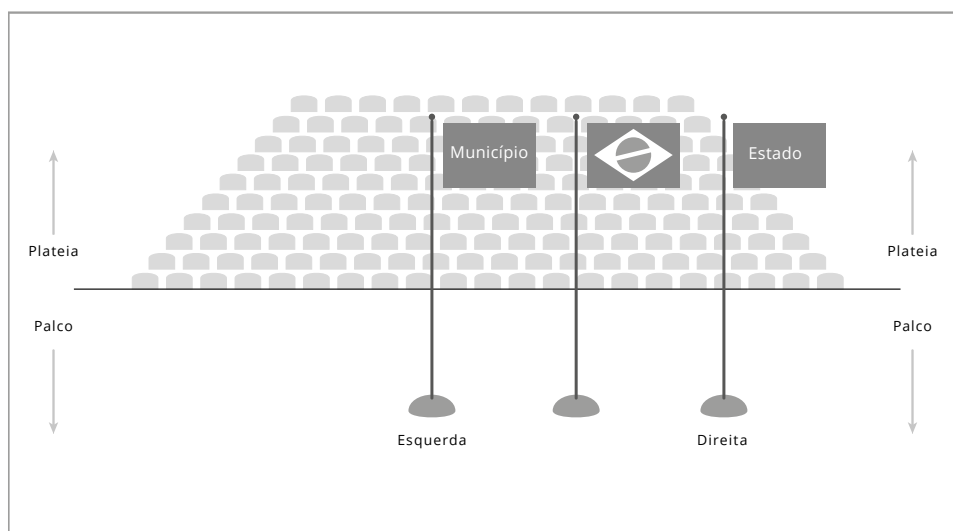 Município
Estado
Plateia
Plateia
Palco
Palco
Esquerda
Direita